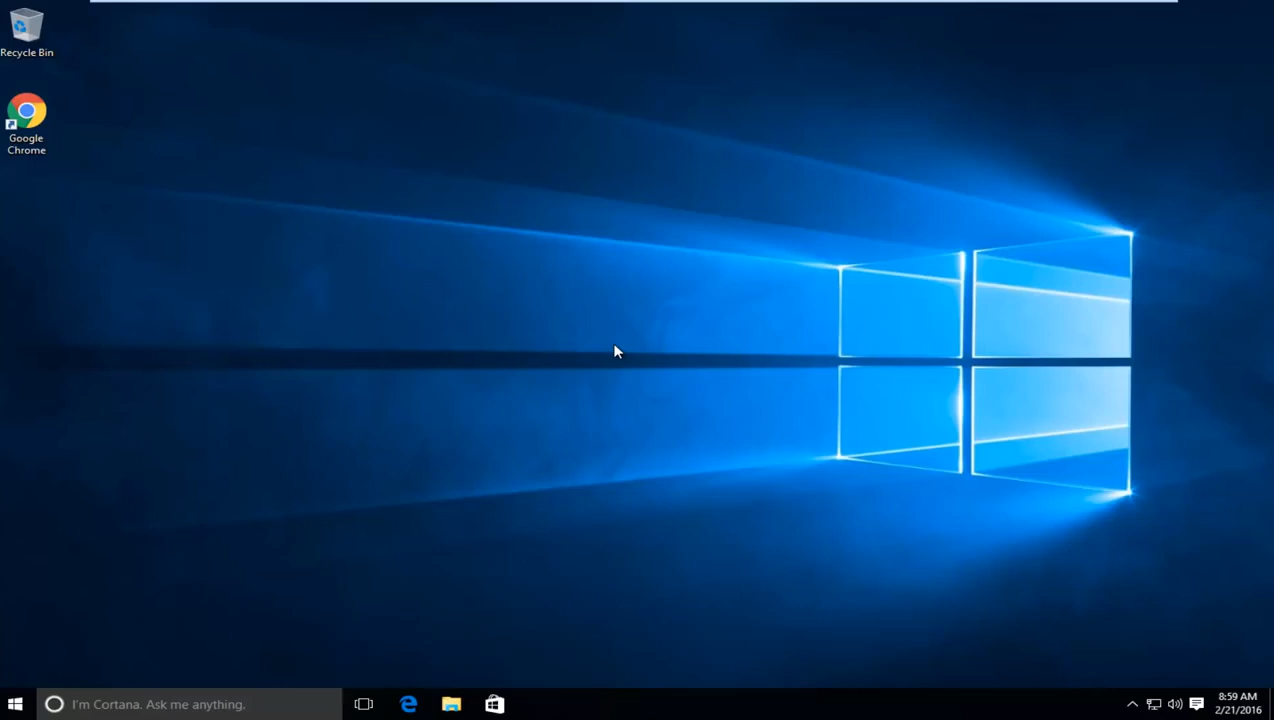 Recycle Bin
Google
Chrome
I'm Cortana. Ask me anything.
8:59 AM
2/21/2016